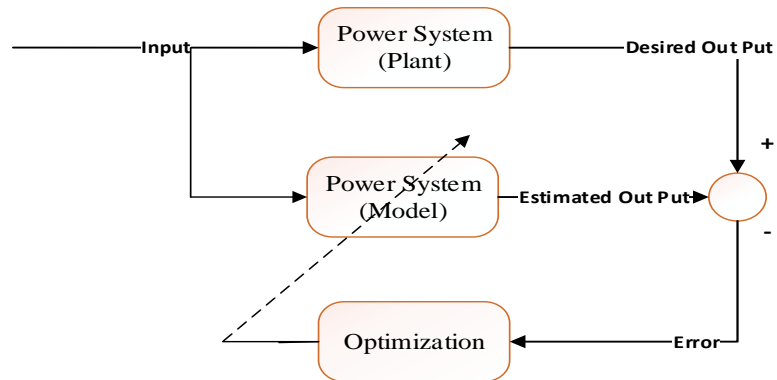 Input
Power System
(Plant)
Desired Out Put
+
Power System
(Model)
Estimated Out Put
-
Optimization
Error